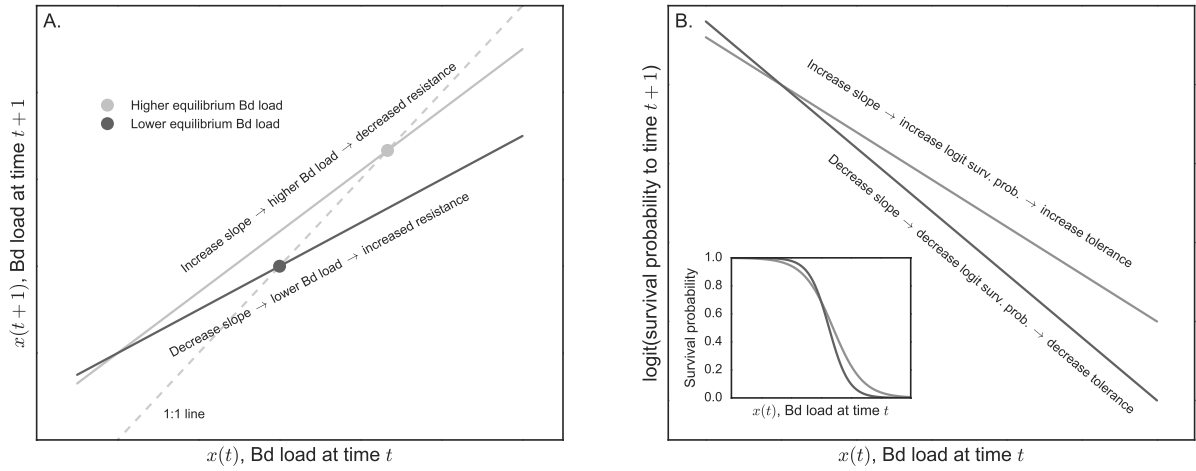 A.
x(t+1), Bd load at time t+1
Higher equilibrium Bd load
Lower equilibrium Bd load
Increase slope → higher Bd load → decreased resistance
Decrease slope → lower Bd load → increased resistance
1:1 line
x(t), Bd load at time t
B.
logit(survival probability to time t+1)
Increase slope → increase logit surv. prob. → increase tolerance
Decrease slope → decrease logit surv. prob. → decrease tolerance
Survival probability
1.0
0.8
0.6
0.4
0.2
0.0
x(t), Bd load at time t
x(t), Bd load at time t